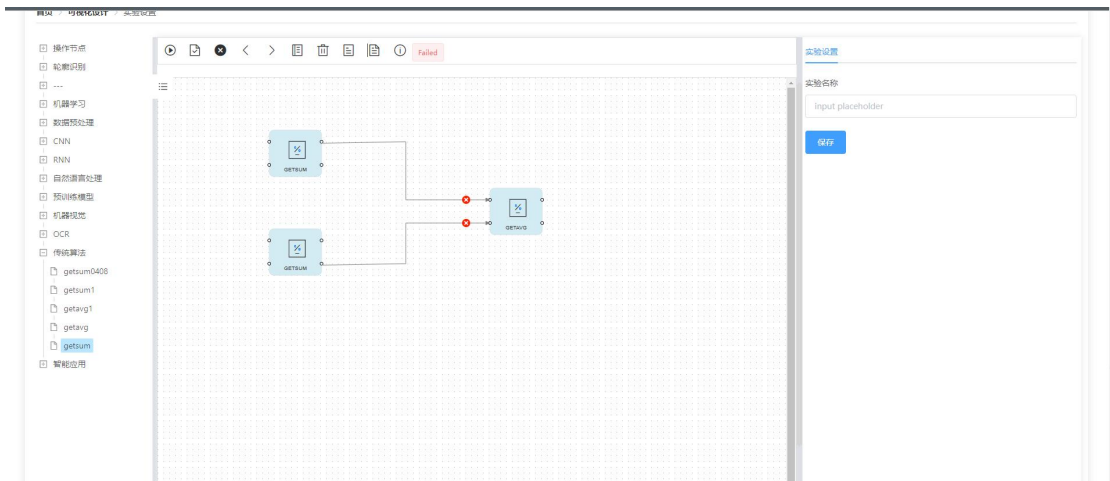 首页 / 可视化设计 / 实验设置
操作节点
轮廓识别
---
机器学习
数据预处理
CNN
RNN
自然语言处理
预训练模型
机器视觉
OCR
传统算法
getsum0408
getsum1
getavg1
getavg
getsum
智能应用
Failed
GETSUM
GETAVG
GETSUM
实验设置
实验名称
input placeholder
保存